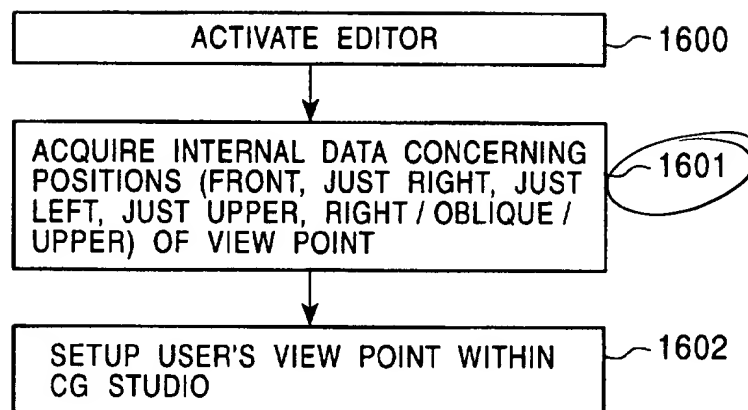 ACTIVATE EDITOR 1600
ACQUIRE INTERNAL DATA CONCERNING
POSITIONS (FRONT, JUST RIGHT, JUST
LEFT, JUST UPPER, RIGHT / OBLIQUE /
UPPER) OF VIEW POINT
1601
SETUP USER'S VIEW POINT WITHIN
CG STUDIO
1602